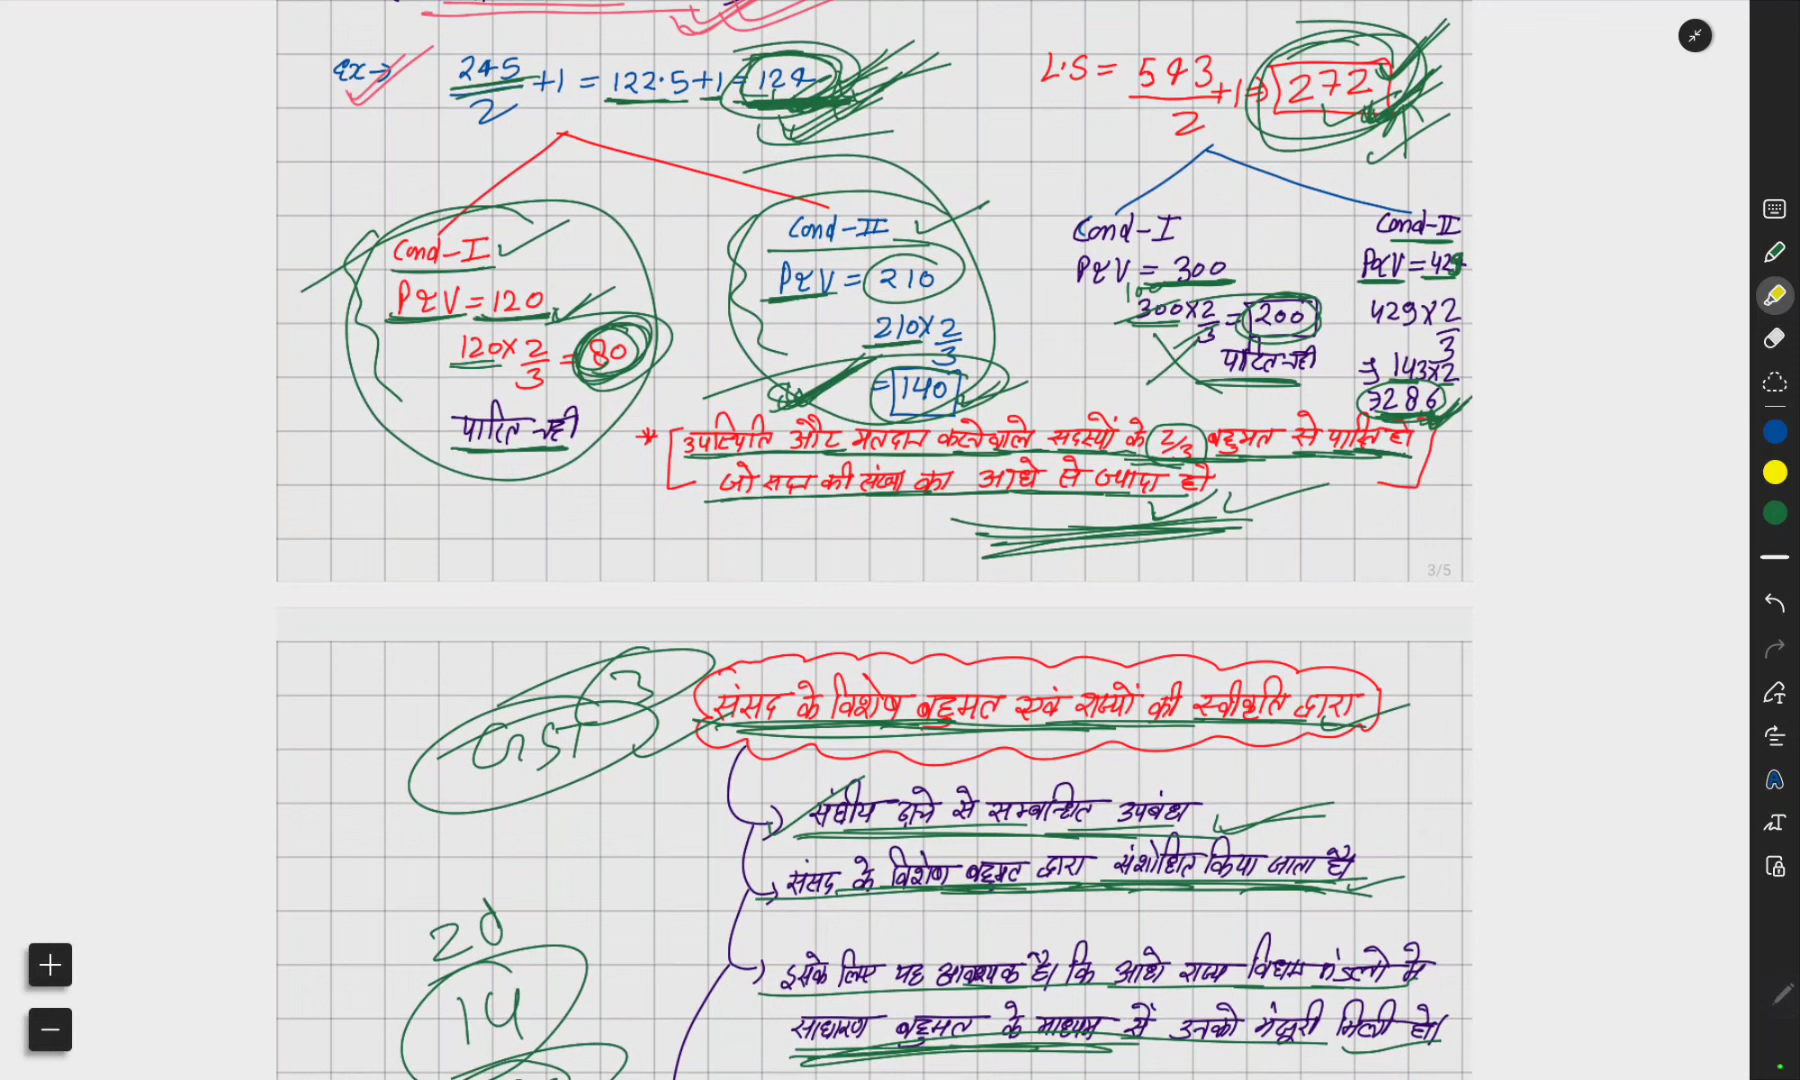 Ex→ 245/2 +1 = 122.5+1 = 124
L.S = 543/2 +1 ⇒ 272
Cond-I
P&V = 120
120 × 2/3 = 80
पारित नही
Cond-II
P&V = 210
210 × 2/3
= 140
Cond-I
P&V = 300
100
300 × 2/3 = 200
पारित नही
Cond-II
P&V = 429
429 × 2/3
⇒ 143×2
⇒ 286
* [उपस्थिति और मतदान करनेवाले सदस्यों के 2/3 बहुमत से पारित हो
जो सदन की संख्या का आधे से ज्यादा हो]
3/5
3
GST
संसद के विशेष बहुमत एवं राज्यों की स्वीकृति द्वारा
संघीय ढ़ाचे से सम्बन्धित उपबंध
संसद के विशेष बहुमत द्वारा संशोधित किया जाता है।
20
14
इसके लिए यह आवश्यक है। कि आधे राज्य विधान मंडलो मे
साधारण बहुमत के माध्यम सें उनको मंजूरी मिली हो।